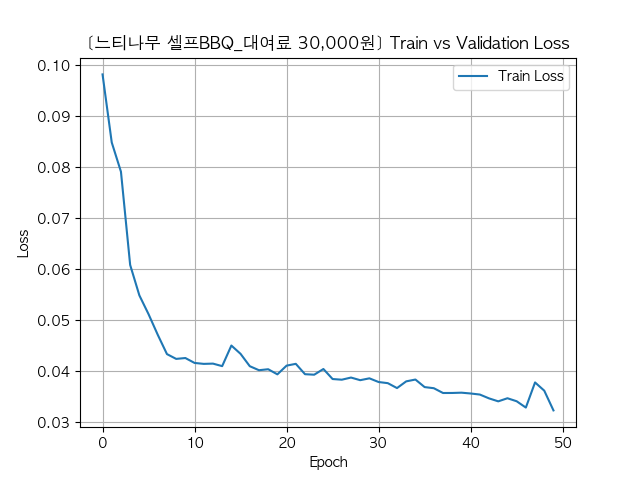 [느티나무 셀프BBQ_대여료 30,000원] Train vs Validation Loss
Train Loss
0.10
0.09
0.08
0.07
0.06
0.05
0.04
0.03
Loss
0 10 20 30 40 50
Epoch